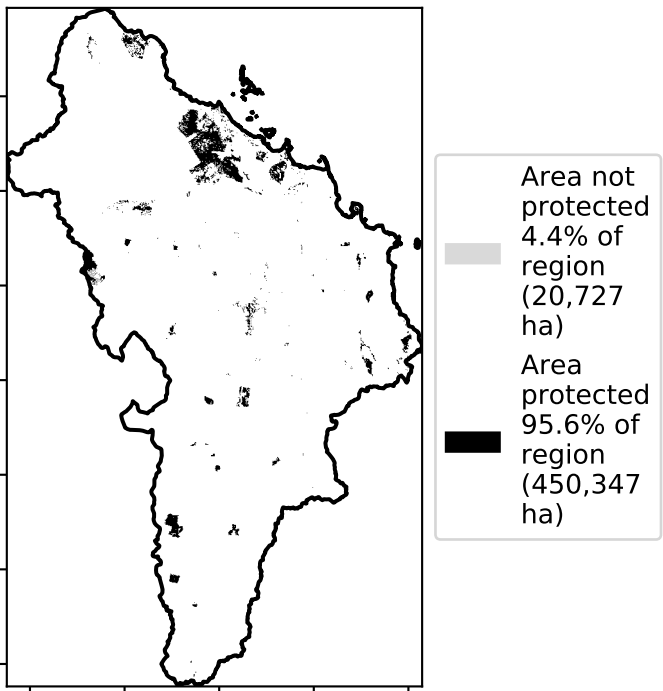 Area not
protected
4.4% of
region
(20,727
ha)
Area
protected
95.6% of
region
(450,347
ha)